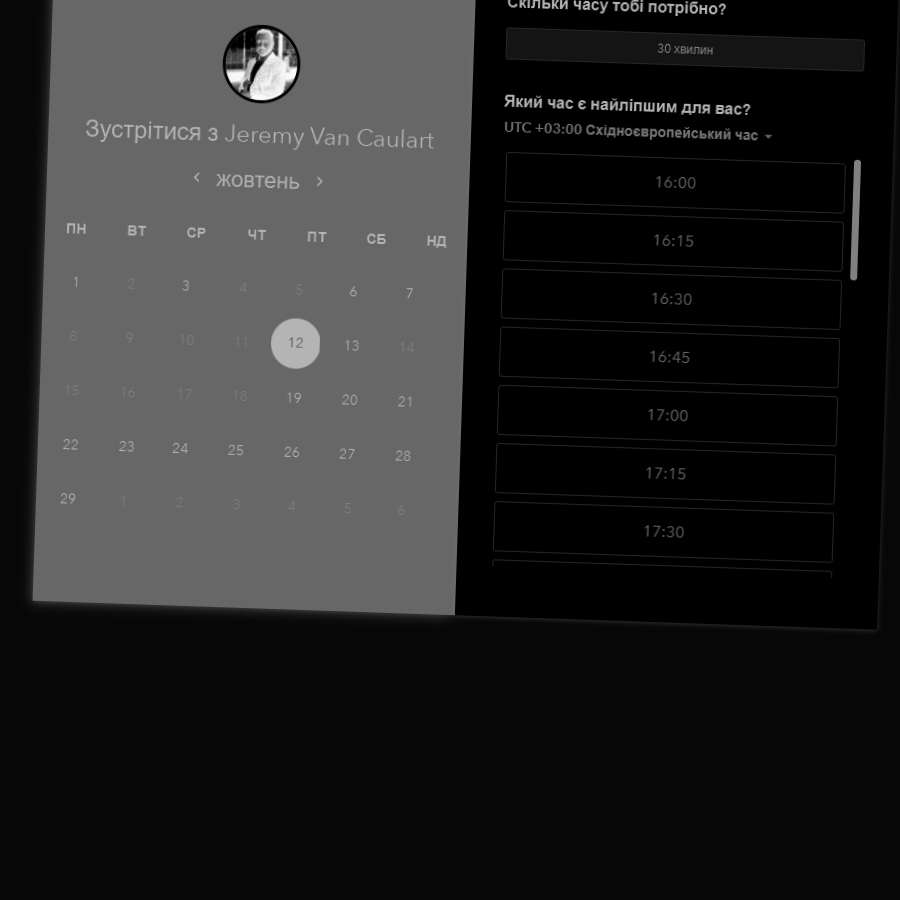 Зустрітися з Jeremy Van Caulart
жовтень
ПН ВТ СР ЧТ ПТ СБ НД
1 2 3 4 5 6 7
8 9 10 11 12 13 14
15 16 17 18 19 20 21
22 23 24 25 26 27 28
29 1 2 3 4 5 6
Скільки часу тобі потрібно?
30 хвилин
Який час є найліпшим для вас?
UTC +03:00 Східноєвропейський час
16:00
16:15
16:30
16:45
17:00
17:15
17:30